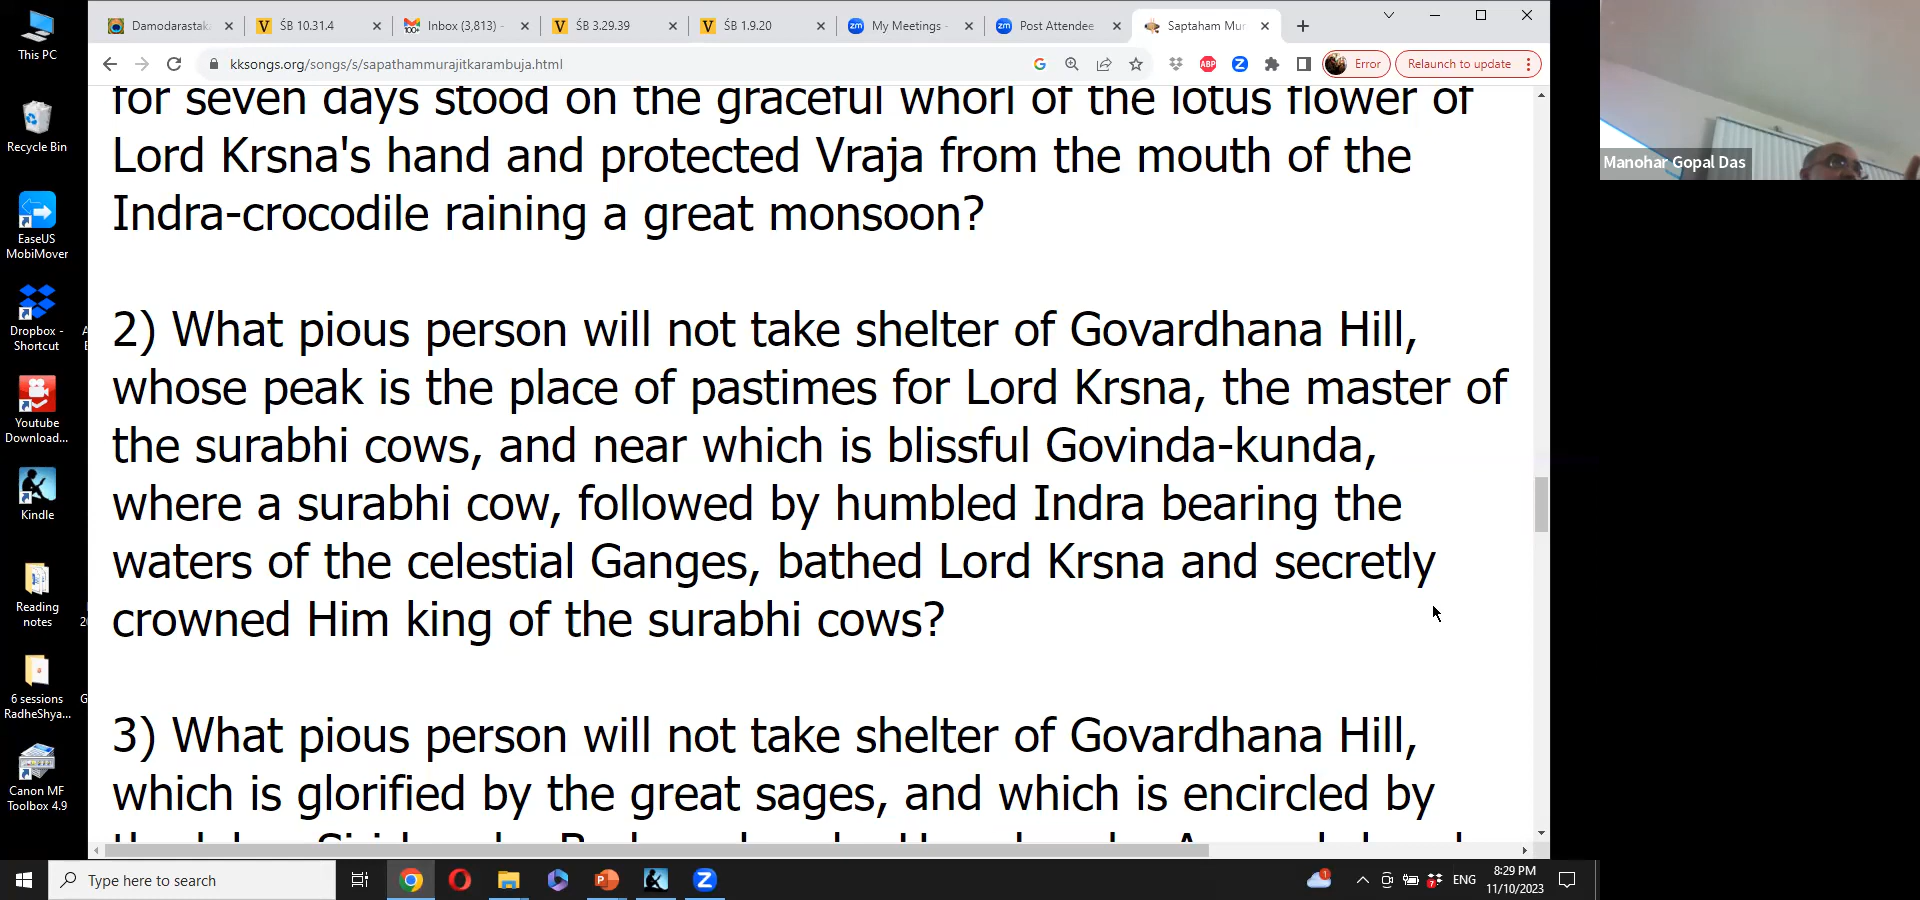 Damodarastak
ŚB 10.31.4
Inbox (3,813) -
ŚB 3.29.39
ŚB 1.9.20
My Meetings -
Post Attendee
Saptaham Mur
kksongs.org/songs/s/sapathammurajitkarambuja.html
Error
Relaunch to update
This PC
Recycle Bin
EaseUS
MobiMover
Dropbox -
Shortcut
Youtube
Download...
Kindle
Reading
notes
6 sessions
RadheShya...
Canon MF
Toolbox 4.9
for seven days stood on the graceful whorl of the lotus flower of
Lord Krsna's hand and protected Vraja from the mouth of the
Indra-crocodile raining a great monsoon?
2) What pious person will not take shelter of Govardhana Hill,
whose peak is the place of pastimes for Lord Krsna, the master of
the surabhi cows, and near which is blissful Govinda-kunda,
where a surabhi cow, followed by humbled Indra bearing the
waters of the celestial Ganges, bathed Lord Krsna and secretly
crowned Him king of the surabhi cows?
3) What pious person will not take shelter of Govardhana Hill,
which is glorified by the great sages, and which is encircled by
Manohar Gopal Das
Type here to search
ENG
8:29 PM
11/10/2023